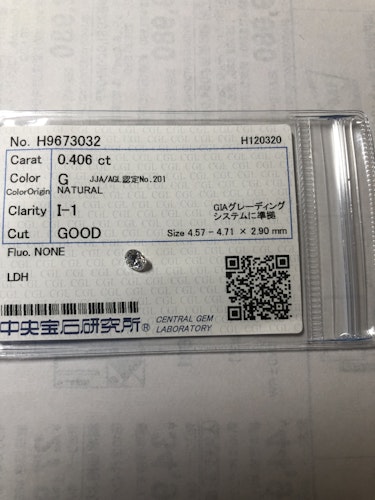 No. H9673032 H120320
Carat 0.406 ct
Color G JJA/AGL認定No.201
ColorOrigin NATURAL
Clarity I-1 GIAグレーディング
システムに準拠
Cut GOOD Size 4.57 - 4.71 × 2.90 mm
Fluo. NONE
LDH
中央宝石研究所® CENTRAL GEM
LABORATORY